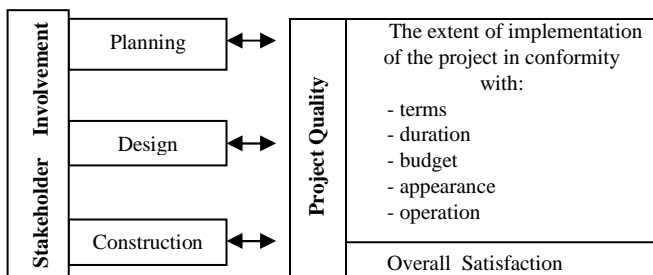 Stakeholder Involvement
Planning
Design
Construction
Project Quality
The extent of implementation
of the project in conformity
with:
- terms
- duration
- budget
- appearance
- operation
Overall Satisfaction